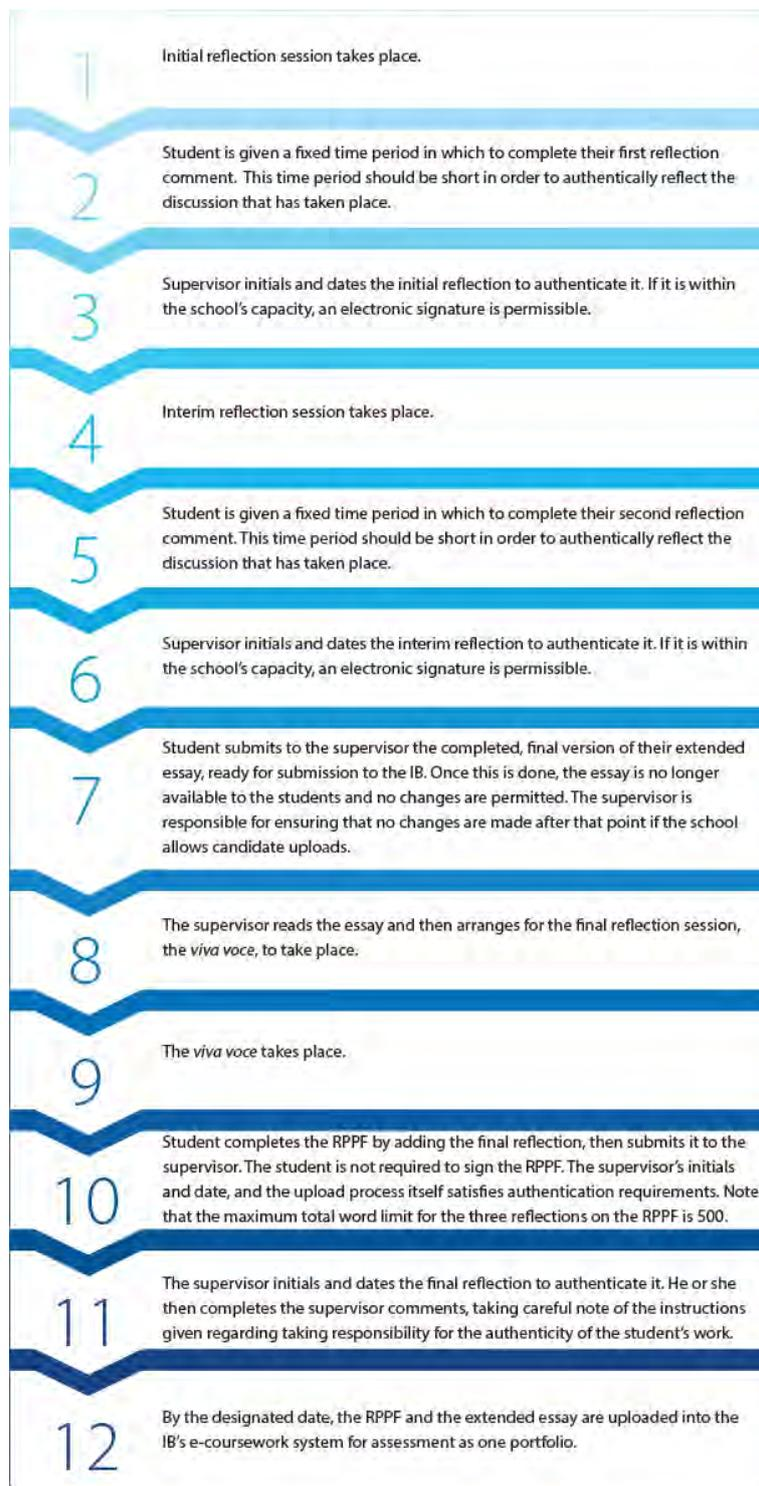 1
Initial reflection session takes place.
2
Student is given a fixed time period in which to complete their first reflection
comment. This time period should be short in order to authentically reflect the
discussion that has taken place.
3
Supervisor initials and dates the initial reflection to authenticate it. If it is within
the school's capacity, an electronic signature is permissible.
4
Interim reflection session takes place.
5
Student is given a fixed time period in which to complete their second reflection
comment. This time period should be short in order to authentically reflect the
discussion that has taken place.
6
Supervisor initials and dates the interim reflection to authenticate it. If it is within
the school's capacity, an electronic signature is permissible.
7
Student submits to the supervisor the completed, final version of their extended
essay, ready for submission to the IB. Once this is done, the essay is no longer
available to the students and no changes are permitted. The supervisor is
responsible for ensuring that no changes are made after that point if the school
allows candidate uploads.
8
The supervisor reads the essay and then arranges for the final reflection session,
the viva voce, to take place.
9
The viva voce takes place.
10
Student completes the RPPF by adding the final reflection, then submits it to the
supervisor. The student is not required to sign the RPPF. The supervisor's initials
and date, and the upload process itself satisfies authentication requirements. Note
that the maximum total word limit for the three reflections on the RPPF is 500.
11
The supervisor initials and dates the final reflection to authenticate it. He or she
then completes the supervisor comments, taking careful note of the instructions
given regarding taking responsibility for the authenticity of the student's work.
12
By the designated date, the RPPF and the extended essay are uploaded into the
IB's e-coursework system for assessment as one portfolio.